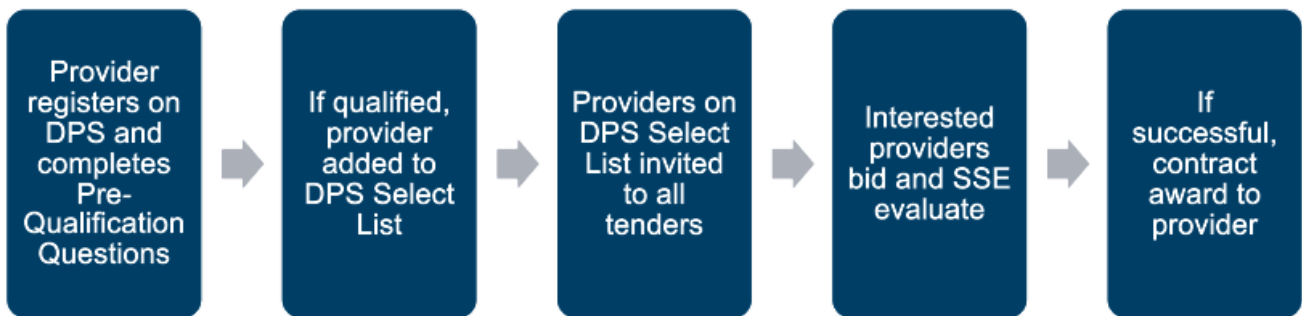 Provider
registers on
DPS and
completes
Pre-
Qualification
Questions
If qualified,
provider
added to
DPS Select
List
Providers on
DPS Select
List invited
to all
tenders
Interested
providers
bid and SSE
evaluate
If
successful,
contract
award to
provider